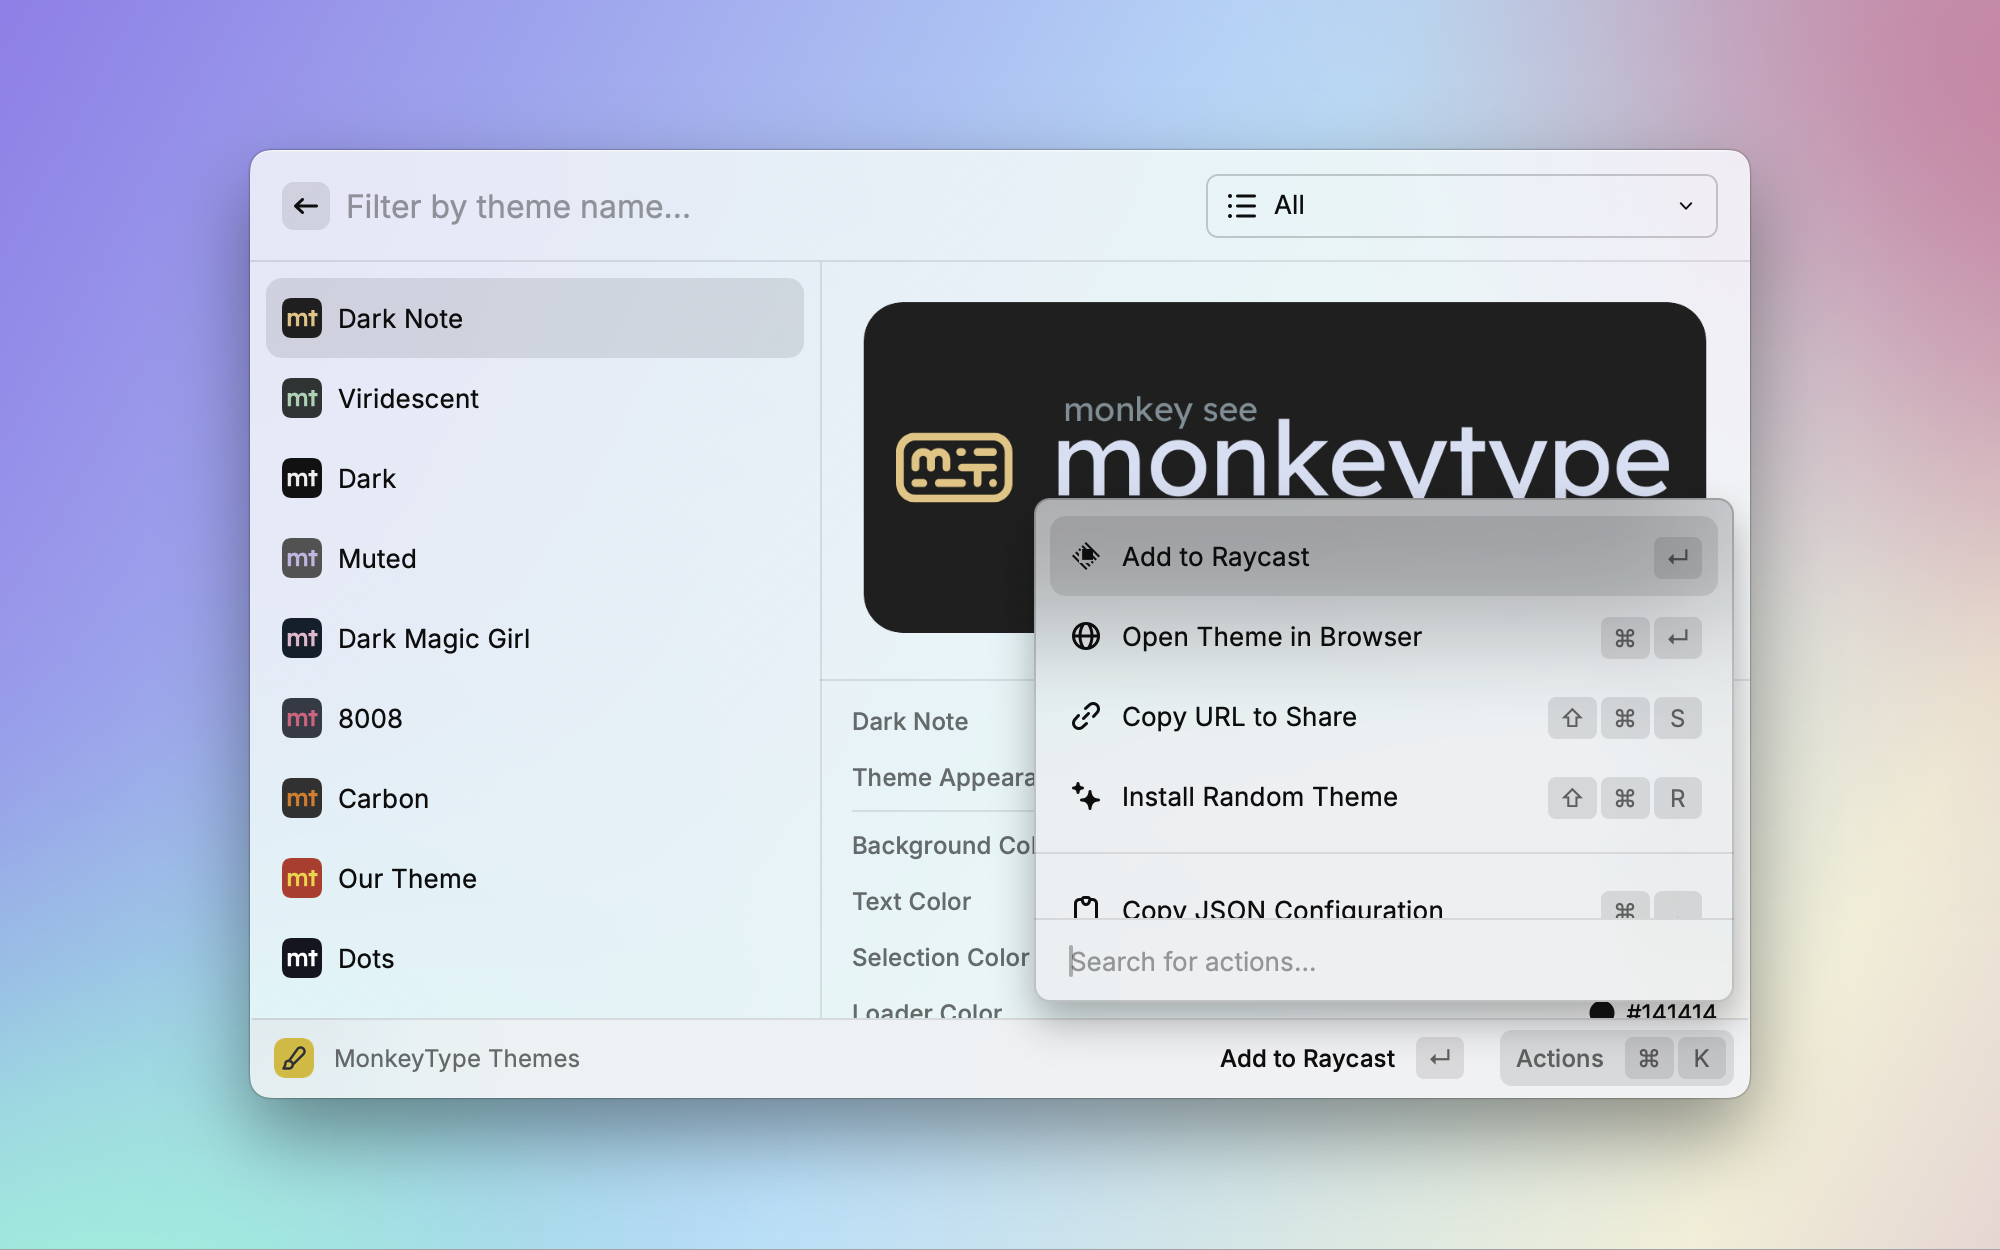 Filter by theme name...
All
mt Dark Note
mt Viridescent
mt Dark
mt Muted
mt Dark Magic Girl
mt 8008
mt Carbon
mt Our Theme
mt Dots
monkey see
monkeytype
Dark Note
Theme Appeara
Background Col
Text Color
Selection Color
Loader Color
#141414
Add to Raycast ↵
Open Theme in Browser ⌘ ↵
Copy URL to Share ⇧ ⌘ S
Install Random Theme ⇧ ⌘ R
Copy JSON Configuration ⌘
Search for actions...
MonkeyType Themes
Add to Raycast ↵
Actions ⌘ K